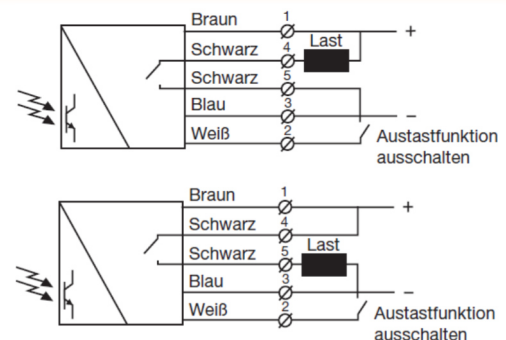 Braun 1 +
Schwarz 4 Last
Schwarz 5
Blau 3 −
Weiß 2 Austastfunktion
ausschalten
Braun 1 +
Schwarz 4
Schwarz 5 Last
Blau 3 −
Weiß 2 Austastfunktion
ausschalten